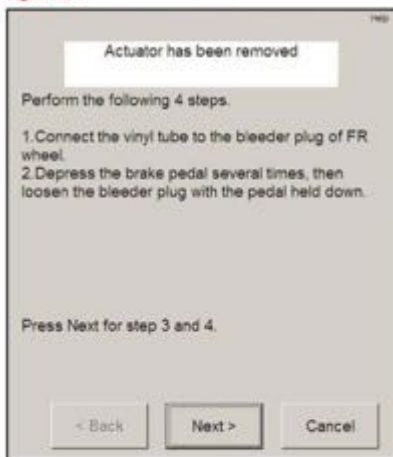 Help
Actuator has been removed
Perform the following 4 steps.
1.Connect the vinyl tube to the bleeder plug of FR
wheel.
2.Depress the brake pedal several times, then
loosen the bleeder plug with the pedal held down.
Press Next for step 3 and 4.
< Back
Next >
Cancel